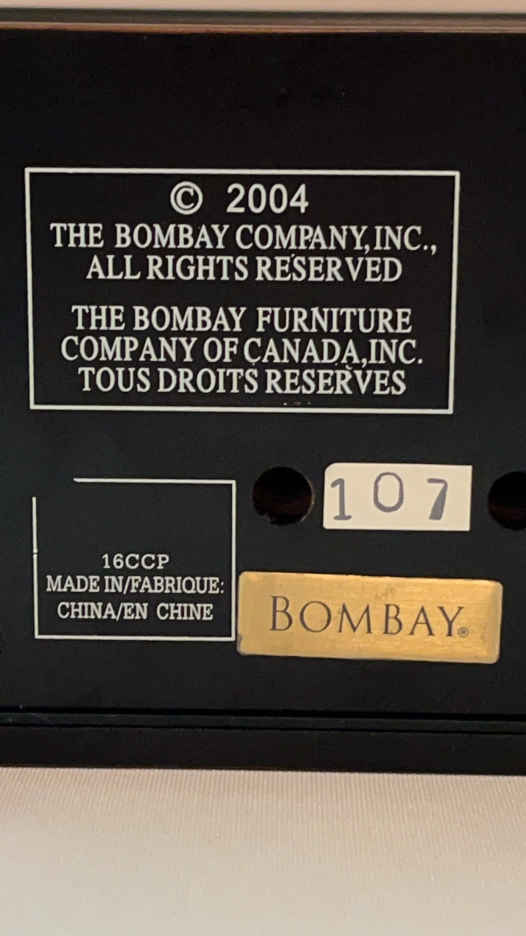 © 2004
THE BOMBAY COMPANY, INC.,
ALL RIGHTS RESERVED
THE BOMBAY FURNITURE
COMPANY OF CANADA, INC.
TOUS DROITS RESERVES
107
16CCP
MADE IN/FABRIQUE:
CHINA/EN CHINE
BOMBAY®